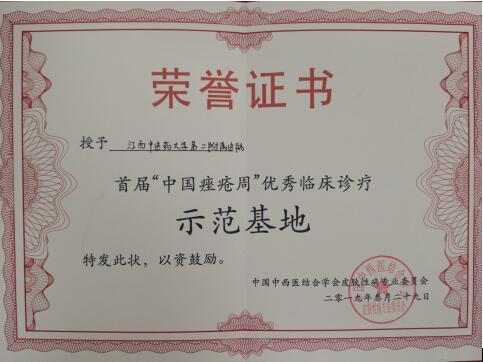 荣誉证书
授予 江西中医药大学第二附属医院
首届“中国痤疮周”优秀临床诊疗
示范基地
特发此状，以资鼓励。
中国中西医结合学会皮肤性病专业委员会
二零一九年叁月二十九日